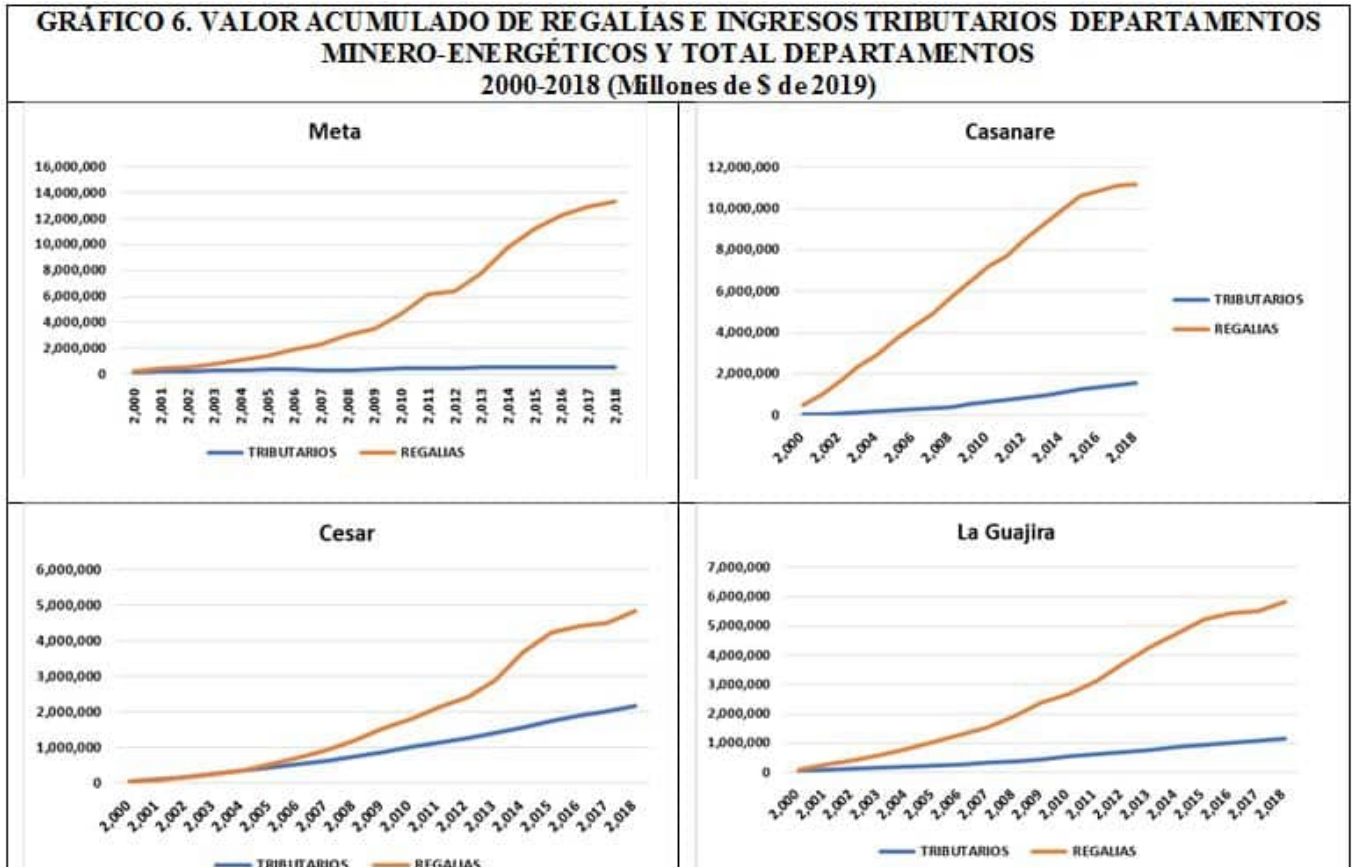 GRÁFICO 6. VALOR ACUMULADO DE REGALÍAS E INGRESOS TRIBUTARIOS DEPARTAMENTOS
MINERO-ENERGÉTICOS Y TOTAL DEPARTAMENTOS
2000-2018 (Millones de $ de 2019)
Meta
16,000,000
14,000,000
12,000,000
10,000,000
8,000,000
6,000,000
4,000,000
2,000,000
0
2,000 2,001 2,002 2,003 2,004 2,005 2,006 2,007 2,008 2,009 2,010 2,011 2,012 2,013 2,014 2,015 2,016 2,017 2,018
TRIBUTARIOS REGALIAS
Casanare
12,000,000
10,000,000
8,000,000
6,000,000
4,000,000
2,000,000
0
2,000 2,002 2,004 2,006 2,008 2,010 2,012 2,014 2,016 2,018
TRIBUTARIOS
REGALIAS
Cesar
6,000,000
5,000,000
4,000,000
3,000,000
2,000,000
1,000,000
0
2,000 2,001 2,002 2,003 2,004 2,005 2,006 2,007 2,008 2,009 2,010 2,011 2,012 2,013 2,014 2,015 2,016 2,017 2,018
TRIBUTARIOS REGALIAS
La Guajira
7,000,000
6,000,000
5,000,000
4,000,000
3,000,000
2,000,000
1,000,000
0
2,000 2,001 2,002 2,003 2,004 2,005 2,006 2,007 2,008 2,009 2,010 2,011 2,012 2,013 2,014 2,015 2,016 2,017 2,018
TRIBUTARIOS REGALIAS